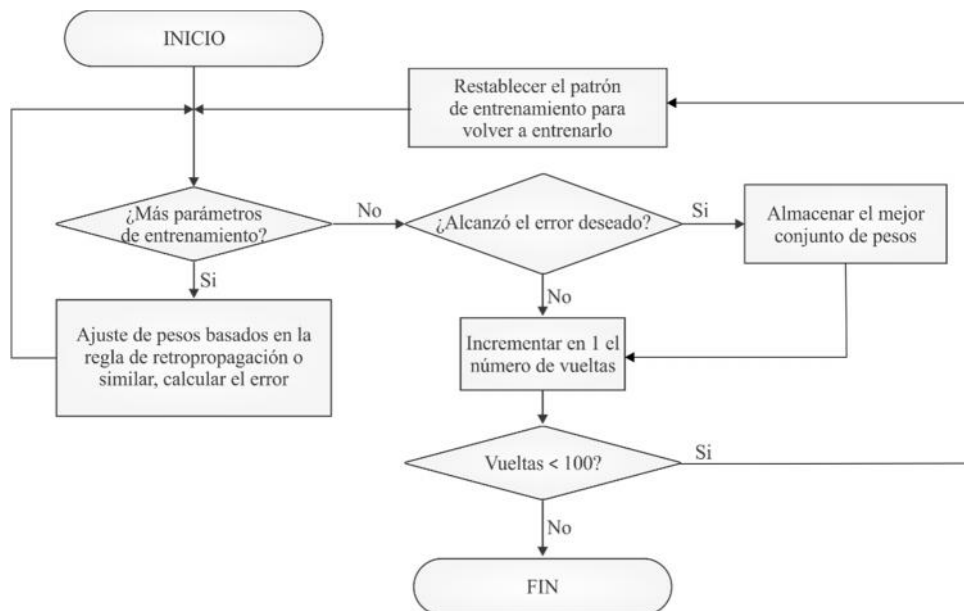 INICIO
Restablecer el patrón
de entrenamiento para
volver a entrenarlo
¿Más parámetros
de entrenamiento?
No
¿Alcanzó el error deseado?
Si
Almacenar el mejor
conjunto de pesos
Si
No
Ajuste de pesos basados en la
regla de retropropagación o
similar, calcular el error
Incrementar en 1 el
número de vueltas
Vueltas < 100?
Si
No
FIN